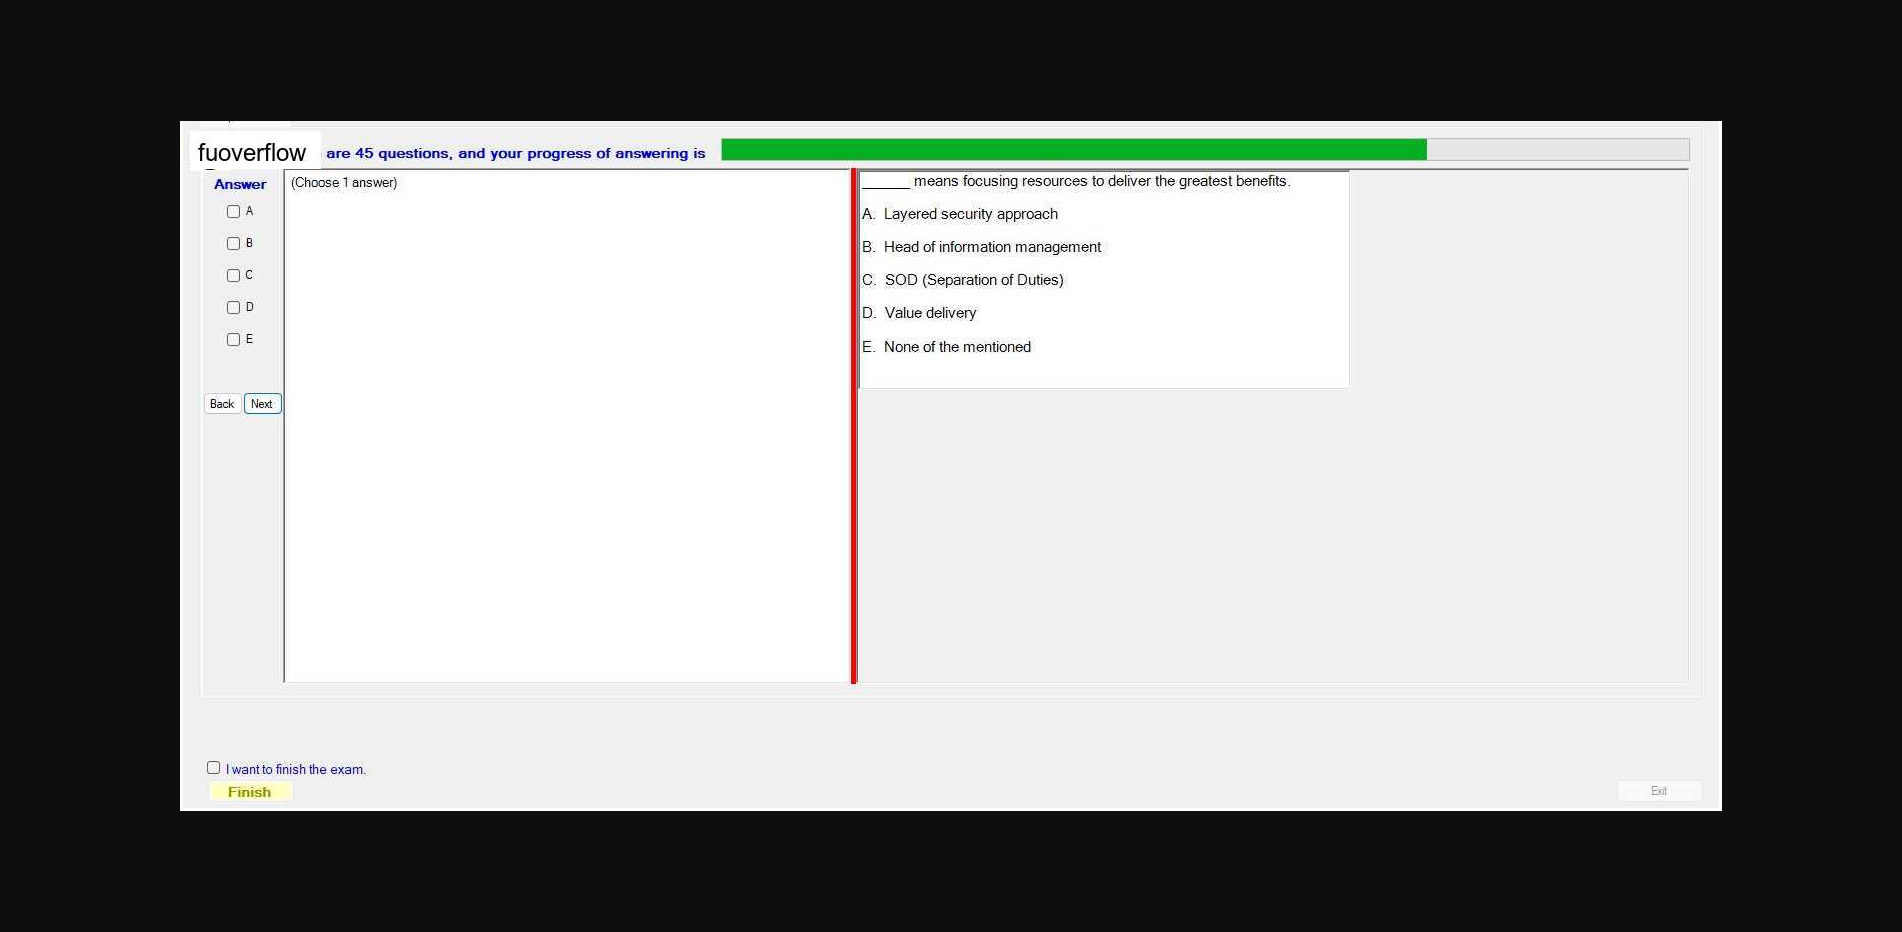 fuoverflow are 45 questions, and your progress of answering is
Answer
(Choose 1 answer)
A
B
C
D
E
Back Next
______ means focusing resources to deliver the greatest benefits.
A. Layered security approach
B. Head of information management
C. SOD (Separation of Duties)
D. Value delivery
E. None of the mentioned
I want to finish the exam.
Finish
Exit